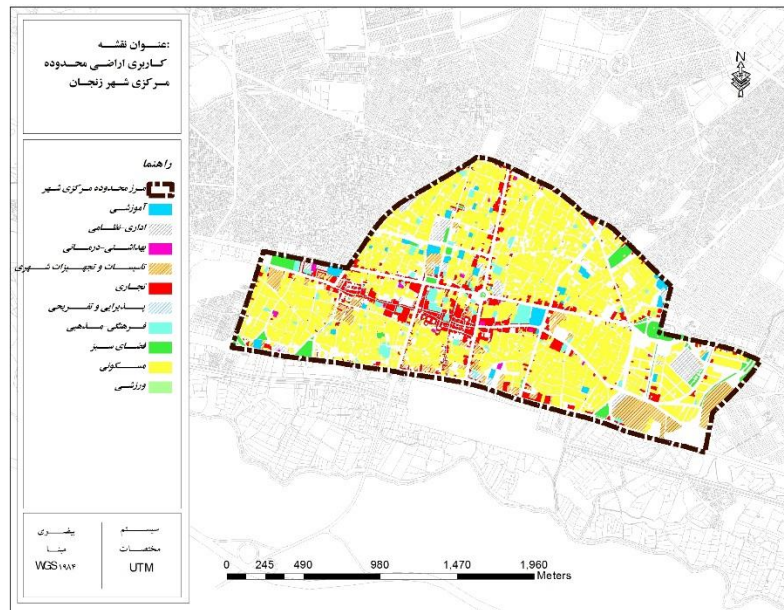 عنوان نقشه:
کاربری اراضی محدوده
مرکزی شهر زنجان
راهنما
مرز محدوده مرکزی شهر
آموزشی
اداری-نظامی
بهداشتی-درمانی
تاسیسات و تجهیزات شهری
تجاری
پذیرایی و تفریحی
فرهنگی مذهبی
فضای سبز
مسکونی
ورزشی
سیستم مختصات UTM
بیضوی مبنا WGS۱۹۸۴
N
0 245 490 980 1,470 1,960
Meters